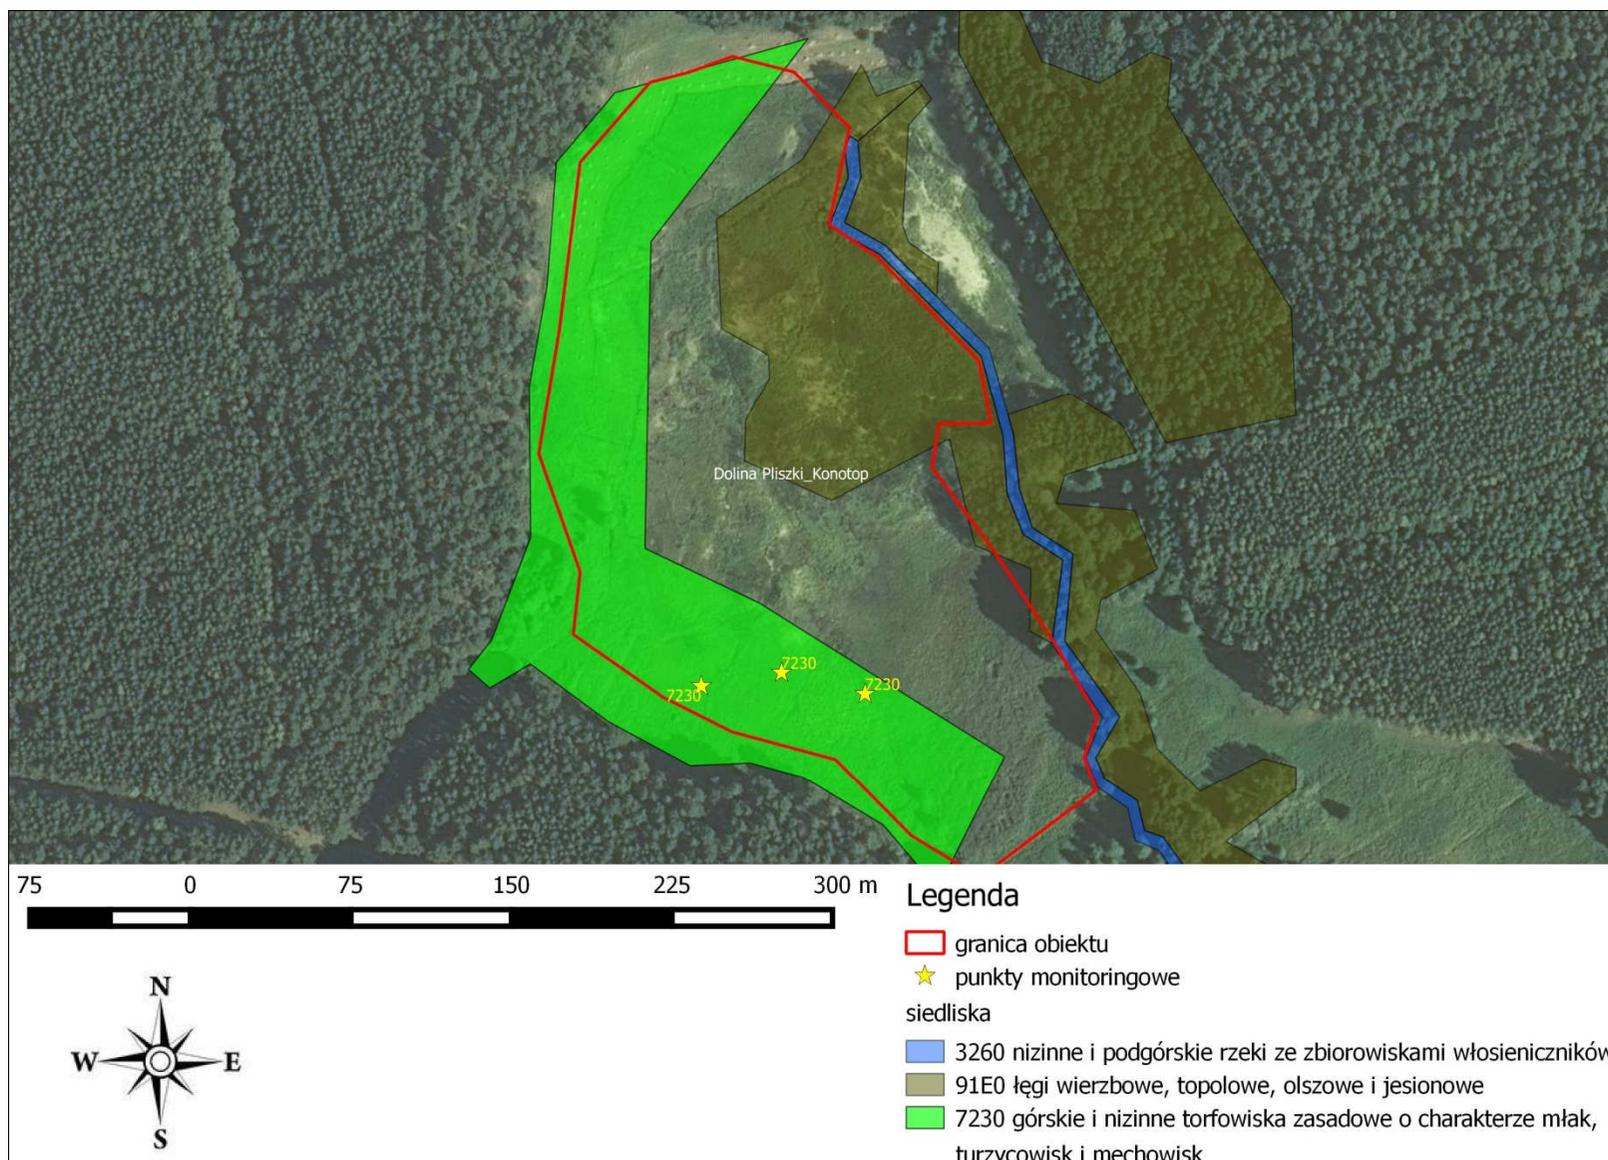 Dolina Pliszki_Konotop
7230
7230
7230
75 0 75 150 225 300 m
Legenda
granica obiektu
punkty monitoringowe
siedliska
3260 nizinne i podgórskie rzeki ze zbiorowiskami włosieniczników
91E0 łęgi wierzbowe, topolowe, olszowe i jesionowe
7230 górskie i nizinne torfowiska zasadowe o charakterze młak,
turzycowisk i mechowisk
N
W E
S